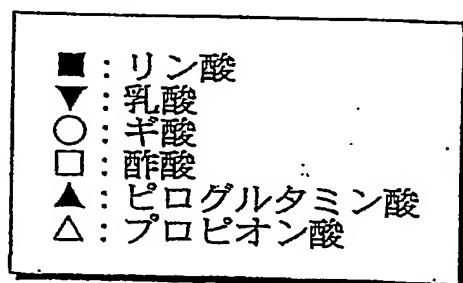 ■：リン酸
▼：乳酸
○：ギ酸
□：酢酸
▲：ピログルタミン酸
△：プロピオン酸